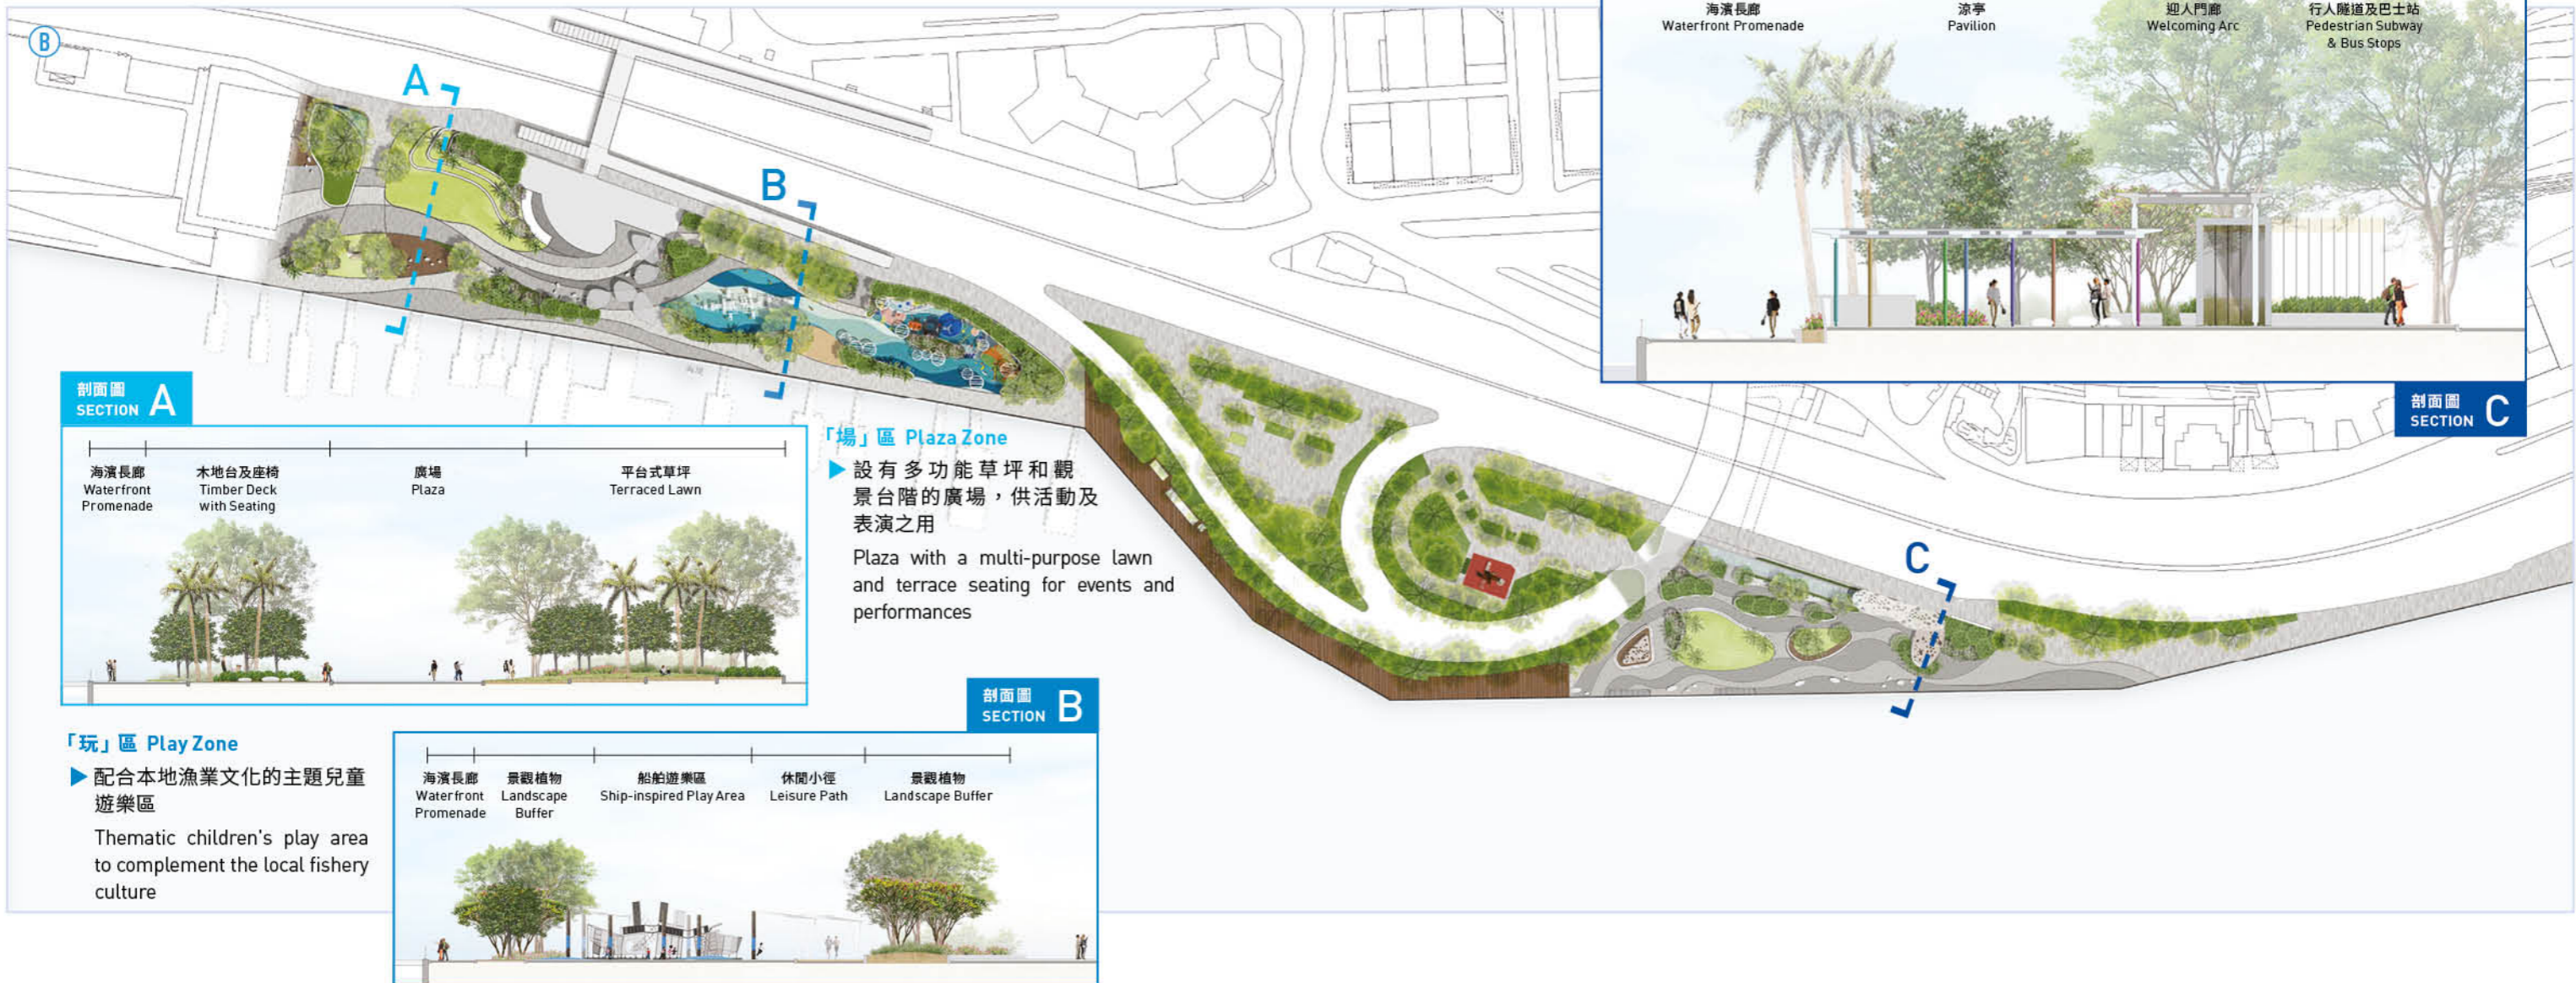 B
A
B
C
海濱長廊
Waterfront Promenade
涼亭
Pavilion
迎人門廊
Welcoming Arc
行人隧道及巴士站
Pedestrian Subway
& Bus Stops
剖面圖
SECTION C
剖面圖
SECTION A
海濱長廊
Waterfront
Promenade
木地台及座椅
Timber Deck
with Seating
廣場
Plaza
平台式草坪
Terraced Lawn
「場」區 Plaza Zone
▶ 設有多功能草坪和觀
景台階的廣場，供活動及
表演之用
Plaza with a multi-purpose lawn
and terrace seating for events and
performances
剖面圖
SECTION B
「玩」區 Play Zone
▶ 配合本地漁業文化的主題兒童
遊樂區
Thematic children's play area
to complement the local fishery
culture
海濱長廊
Waterfront
Promenade
景觀植物
Landscape
Buffer
船舶遊樂區
Ship-inspired Play Area
休閒小徑
Leisure Path
景觀植物
Landscape Buffer